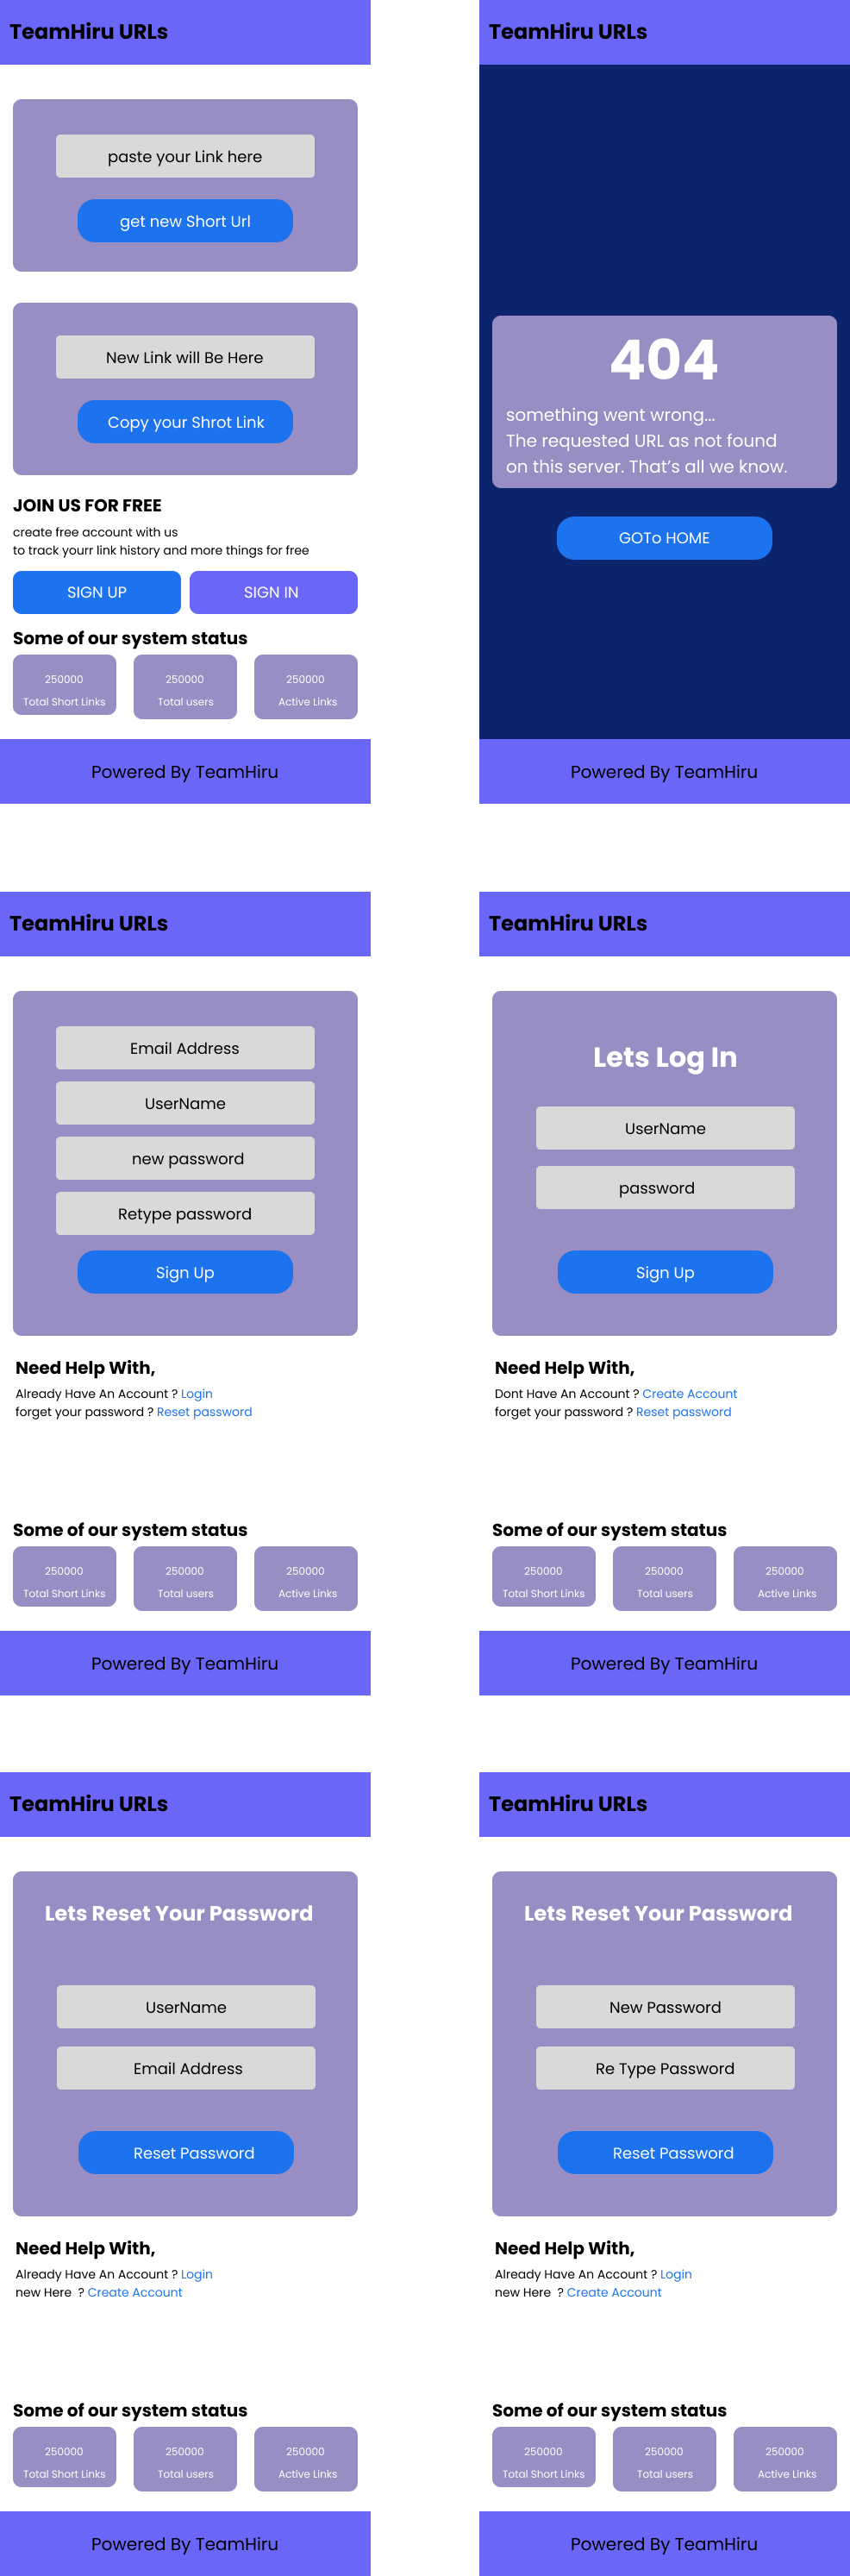 TeamHiru URLs
paste your Link here
get new Short Url
New Link will Be Here
Copy your Shrot Link
JOIN US FOR FREE
create free account with us
to track yourr link history and more things for free
SIGN UP
SIGN IN
Some of our system status
250000
Total Short Links
250000
Total users
250000
Active Links
Powered By TeamHiru
TeamHiru URLs
404
something went wrong...
The requested URL as not found
on this server. That’s all we know.
GOTo HOME
Powered By TeamHiru
TeamHiru URLs
Email Address
UserName
new password
Retype password
Sign Up
Need Help With,
Already Have An Account ? Login
forget your password ? Reset password
Some of our system status
250000
Total Short Links
250000
Total users
250000
Active Links
Powered By TeamHiru
TeamHiru URLs
Lets Log In
UserName
password
Sign Up
Need Help With,
Dont Have An Account ? Create Account
forget your password ? Reset password
Some of our system status
250000
Total Short Links
250000
Total users
250000
Active Links
Powered By TeamHiru
TeamHiru URLs
Lets Reset Your Password
UserName
Email Address
Reset Password
Need Help With,
Already Have An Account ? Login
new Here  ? Create Account
Some of our system status
250000
Total Short Links
250000
Total users
250000
Active Links
Powered By TeamHiru
TeamHiru URLs
Lets Reset Your Password
New Password
Re Type Password
Reset Password
Need Help With,
Already Have An Account ? Login
new Here  ? Create Account
Some of our system status
250000
Total Short Links
250000
Total users
250000
Active Links
Powered By TeamHiru